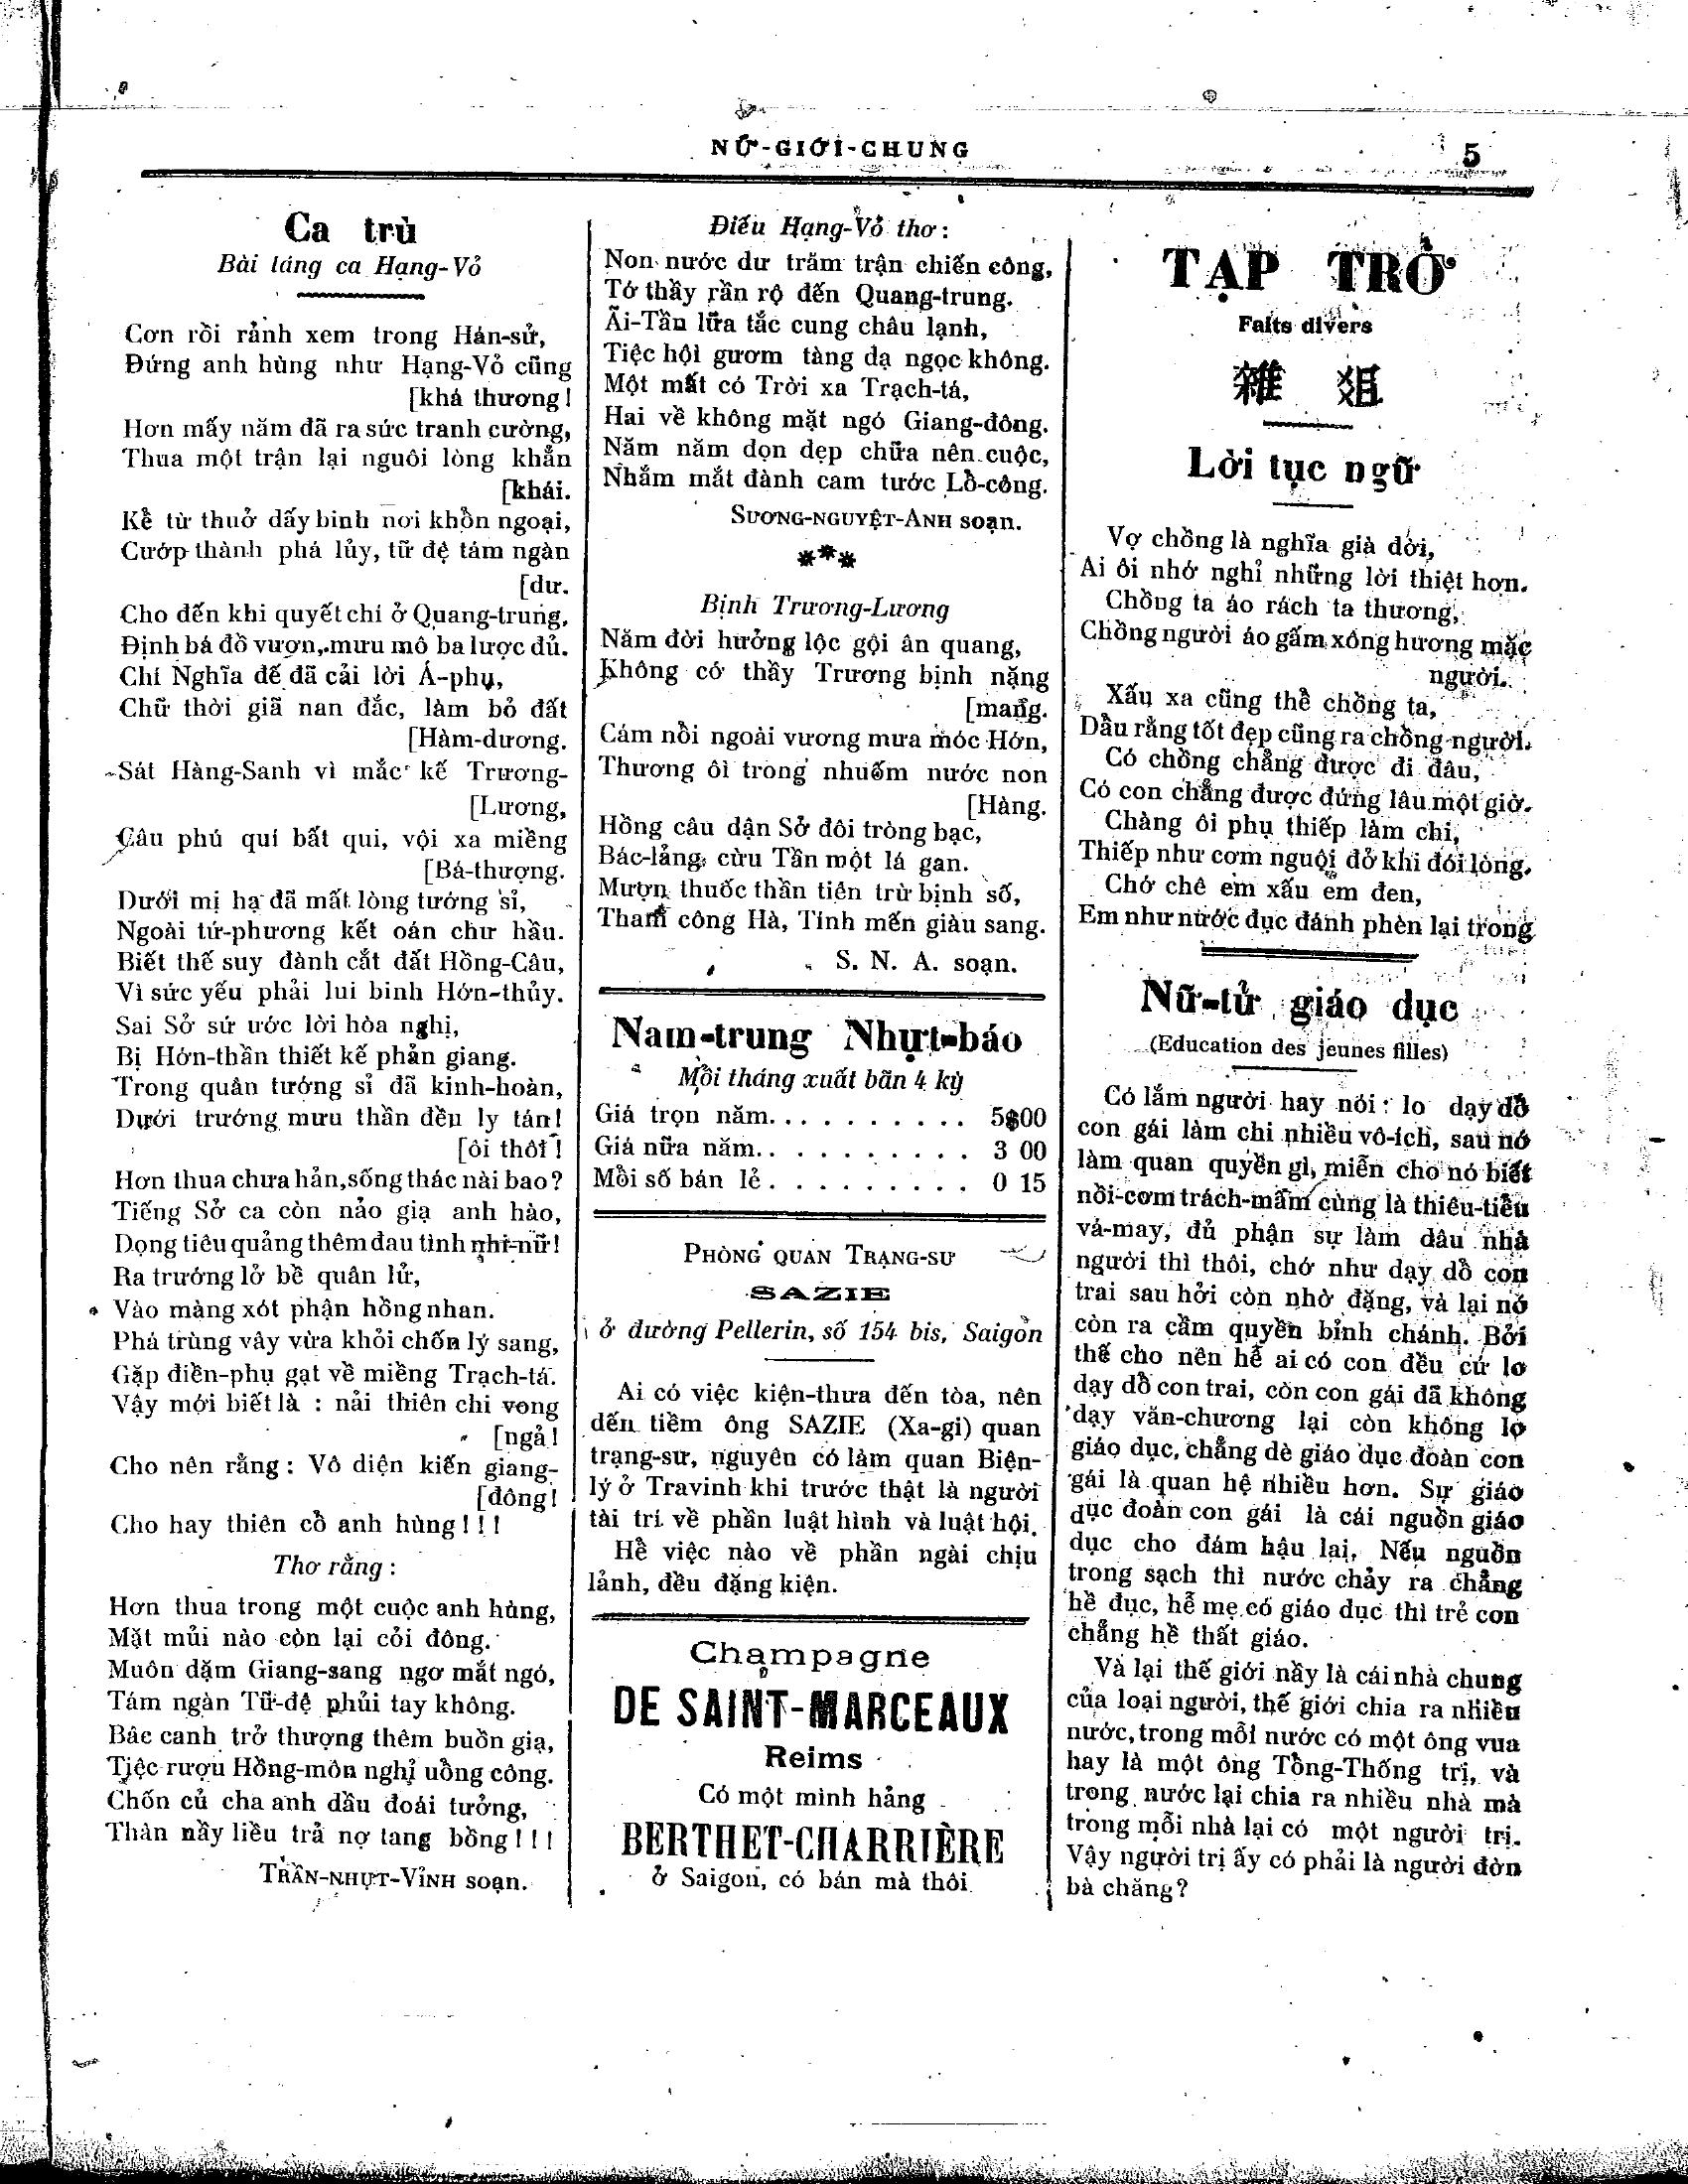 NỮ-GIỚI-CHUNG
5
Ca trù
Bài láng ca Hạng-Vỏ
Cơn rồi rảnh xem trong Hán-sử,
Đứng anh hùng như Hạng-Vỏ cũng
[khá thương!
Hơn mấy năm đã ra sức tranh cường,
Thua một trận lại nguôi lòng khẳn
[khái.
Kể từ thuở dấy binh nơi khổn ngoại,
Cướp thành phá lủy, tữ đệ tám ngàn
[dư.
Cho đến khi quyết chí ở Quang-trung,
Định bá đồ vương, mưu mô ba lược đủ.
Chí Nghĩa đế đã cải lời Á-phụ,
Chữ thời giã nan đắc, làm bỏ đất
[Hàm-dương.
Sát Hàng-Sanh vì mắc kế Trương-
[Lương,
Câu phú quí bất qui, vội xa miềng
[Bá-thượng.
Dưới mị hạ đã mất lòng tướng sỉ,
Ngoài tứ-phương kết oán chư hầu.
Biết thế suy đành cắt đất Hồng-Câu,
Vì sức yếu phải lui binh Hớn-thủy.
Sai Sở sứ ước lời hòa nghị,
Bị Hớn-thần thiết kế phản giang.
Trong quân tướng sỉ đã kinh-hoàn,
Dưới trướng mưu thần đều ly tán!
[ôi thôi!
Hơn thua chưa hản, sống thác nài bao?
Tiếng Sở ca còn nảo giạ anh hào,
Dọng tiêu quảng thêm đau tình nhi-nữ!
Ra trướng lở bề quân lử,
Vào màng xót phận hồng nhan.
Phá trùng vây vừa khỏi chốn lý sang,
Gặp điền-phụ gạt về miềng Trạch-tá.
Vậy mới biết là : nải thiên chi vong
[ngả!
Cho nên rằng : Vô diện kiến giang-
[đông!
Cho hay thiên cổ anh hùng!!!
Thơ rằng :
Hơn thua trong một cuộc anh hùng,
Mặt mủi nào còn lại cỏi đông.
Muôn dặm Giang-sang ngơ mắt ngó,
Tám ngàn Tữ-đệ phủi tay không.
Bâc canh trở thượng thêm buồn giạ,
Tiệc rượu Hồng-môn nghỉ uổng công.
Chốn củ cha anh dầu đoái tưởng,
Thàn nầy liều trả nợ tang bồng!!!
TRẦN-NHỰT-VỈNH soạn.
Điếu Hạng-Vỏ thơ :
Non nước dư trăm trận chiến công,
Tớ thầy rần rộ đến Quang-trung.
Ãi-Tần lữa tắc cung châu lạnh,
Tiệc hội gươm tàng dạ ngọc không.
Một mất có Trời xa Trạch-tá,
Hai về không mặt ngó Giang-đông.
Năm năm dọn dẹp chữa nên cuộc,
Nhắm mắt đành cam tước Lỗ-công.
SƯƠNG-NGUYỆT-ANH soạn.
***
Bịnh Trương-Lương
Năm đời hưởng lộc gội ân quang,
Không cớ thầy Trương bịnh nặng
[mang.
Cám nỗi ngoài vương mưa móc Hớn,
Thương ôi trong nhuốm nước non
[Hàng.
Hồng câu dận Sở đôi tròng bạc,
Bác-lảng cừu Tần một lá gan.
Mượn thuốc thần tiên trừ bịnh số,
Tham công Hà, Tính mến giàu sang.
S. N. A. soạn.
Nam-trung Nhựt-báo
Mỗi tháng xuất bãn 4 kỳ
Giá trọn năm.......... 5$00
Giá nữa năm.......... 3 00
Mỗi số bán lẻ.......... 0 15
PHÒNG QUAN TRẠNG-SƯ
SAZIE
ở đường Pellerin, số 154 bis, Saigòn
Ai có việc kiện-thưa đến tòa, nên
dến tiềm ông SAZIE (Xa-gi) quan
trạng-sư, nguyên có làm quan Biện-
lý ở Travinh khi trước thật là người
tài trí về phần luật hình và luật hội.
Hễ việc nào về phần ngài chịu
lảnh, đều đặng kiện.
Champagne
DE SAINT-MARCEAUX
Reims
Có một mình hảng
BERTHET-CHARRIÈRE
ở Saigon, có bán mà thôi
TẠP TRỞ
Faits divers
雜 俎
Lời tục ngữ
Vợ chồng là nghĩa già đời,
Ai ôi nhớ nghỉ những lời thiệt hơn.
Chồng ta áo rách ta thương,
Chồng người áo gấm xông hương mặc
người.
Xấu xa cũng thể chồng ta,
Dầu rằng tốt đẹp cũng ra chồng người.
Có chồng chẳng được đi đâu,
Có con chẳng được đứng lâu một giờ.
Chàng ôi phụ thiếp làm chi,
Thiếp như cơm nguội đở khi đói lòng.
Chớ chê em xấu em đen,
Em như nước đục đánh phèn lại trong
Nữ-tử giáo dục
(Education des jeunes filles)
Có lắm người hay nói : lo dạy dỗ
con gái làm chi nhiều vô-ích, sau nó
làm quan quyền gì, miễn cho nó biết
nồi-cơm trách-mấm cùng là thiêu-tiễu
vá-may, đủ phận sự làm dâu nhà
người thì thôi, chớ như dạy dỗ con
trai sau hởi còn nhờ đặng, và lại nó
còn ra cầm quyền bỉnh chánh. Bởi
thế cho nên hễ ai có con đều cứ lo
dạy dỗ con trai, còn con gái đã không
dạy văn-chương lại còn không lo
giáo dục, chẳng dè giáo dục đoàn con
gái là quan hệ nhiều hơn. Sự giáo
dục đoàn con gái là cái nguồn giáo
dục cho đám hậu lai. Nếu nguồn
trong sạch thì nước chảy ra chẳng
hề đục, hễ mẹ có giáo dục thì trẻ con
chẳng hề thất giáo.
Vả lại thế giới nầy là cái nhà chung
của loại người, thế giới chia ra nhiều
nước, trong mỗi nước có một ông vua
hay là một ông Tổng-Thống trị, và
trong nước lại chia ra nhiều nhà mà
trong mỗi nhà lại có một người trị.
Vậy người trị ấy có phải là người đờn
bà chăng?